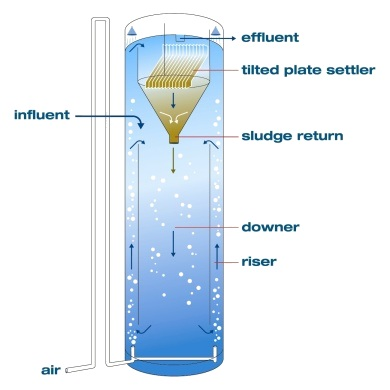 effluent
tilted plate settler
influent
sludge return
downer
riser
air